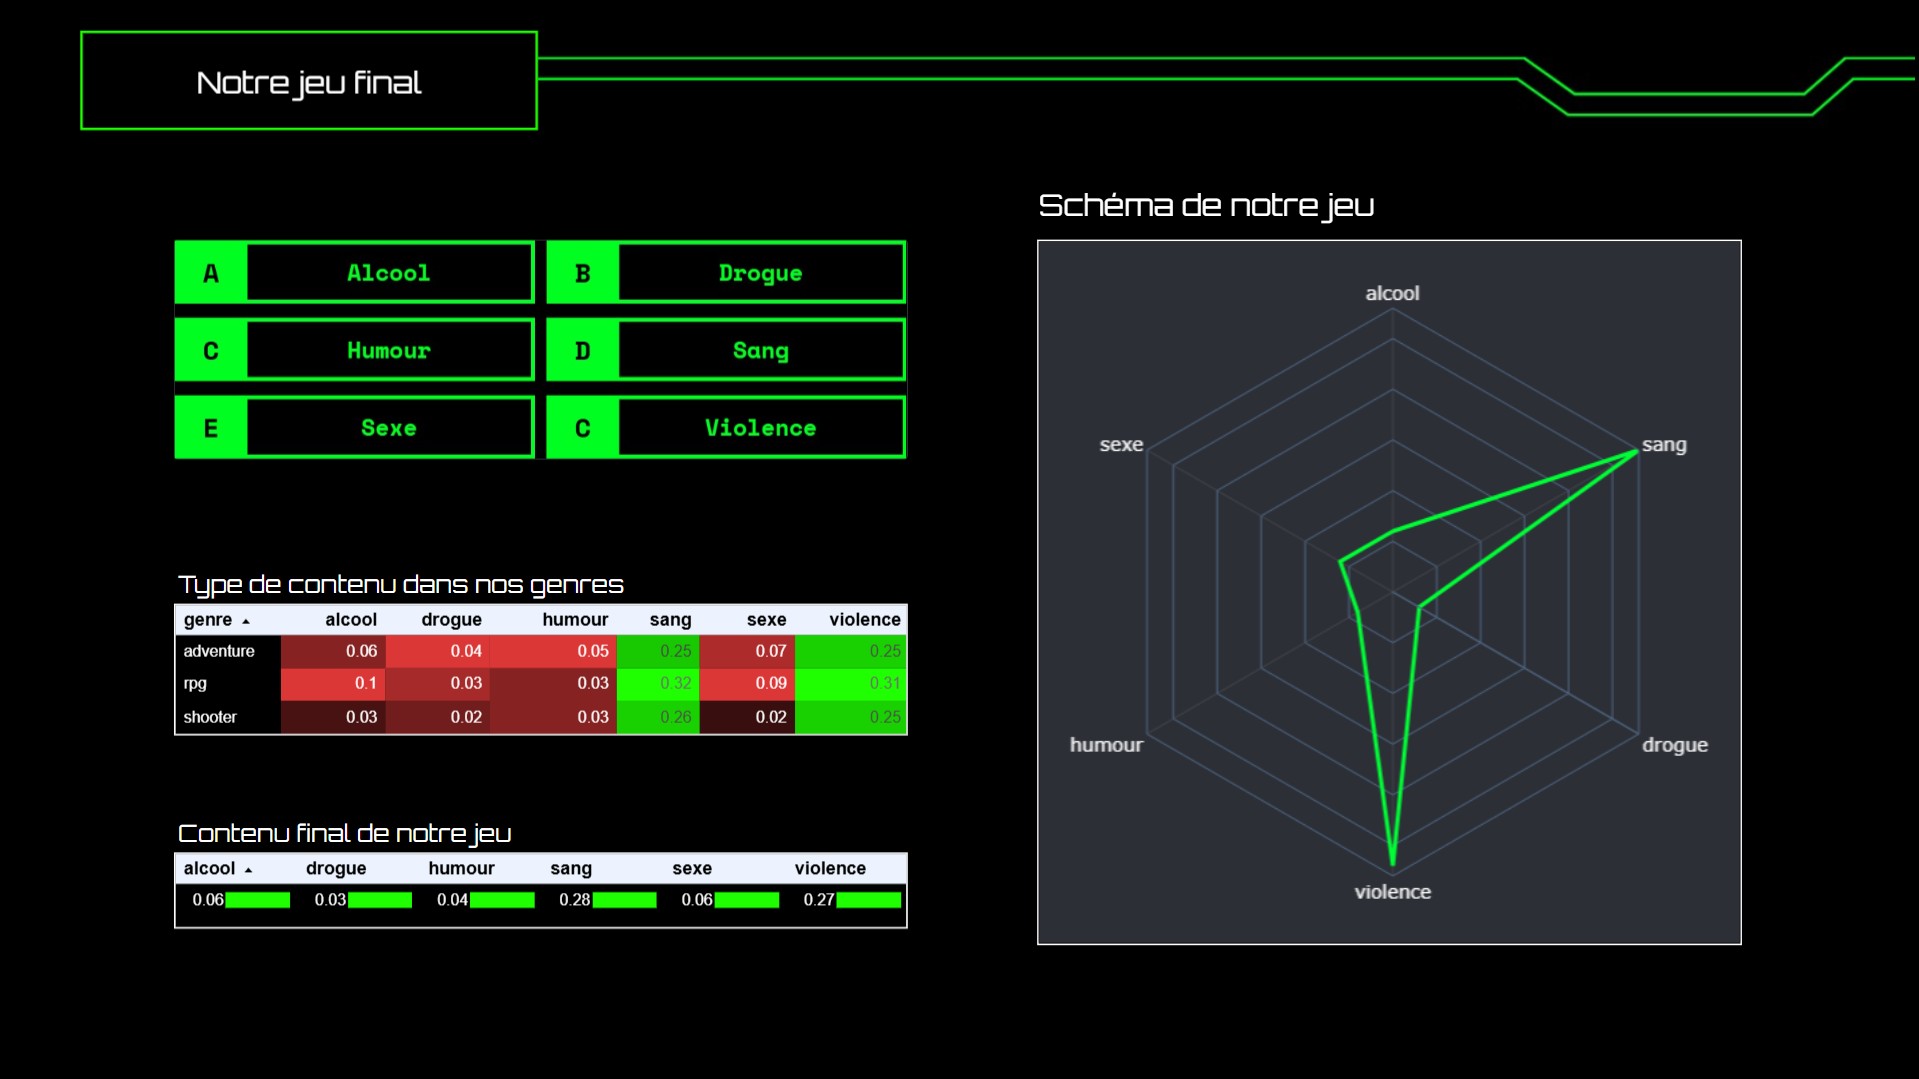 Notre jeu final
A Alcool B Drogue
C Humour D Sang
E Sexe C Violence
Type de contenu dans nos genres
genre alcool drogue humour sang sexe violence
adventure 0.06 0.04 0.05 0.25 0.07 0.25
rpg 0.1 0.03 0.03 0.32 0.09 0.31
shooter 0.03 0.02 0.03 0.26 0.02 0.25
Contenu final de notre jeu
alcool drogue humour sang sexe violence
0.06 0.03 0.04 0.28 0.06 0.27
Schéma de notre jeu
alcool
sexe sang
humour drogue
violence